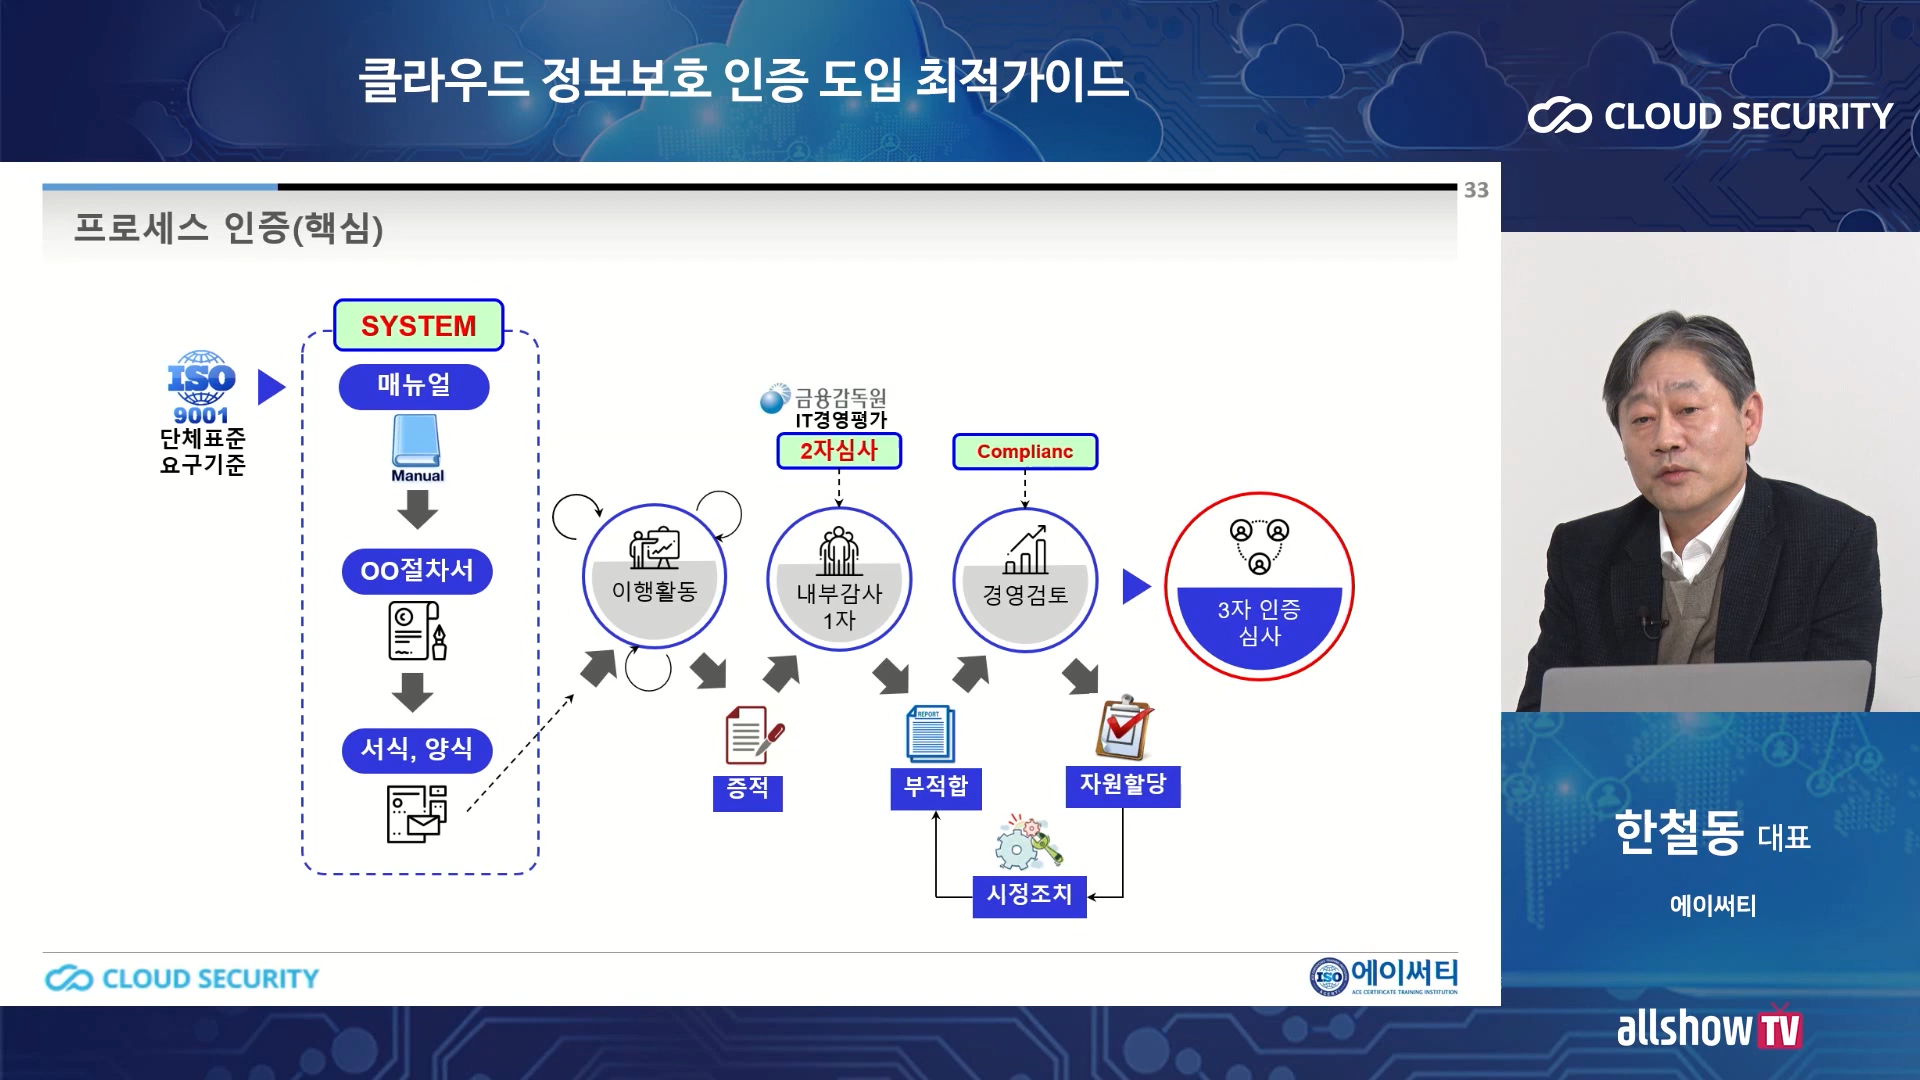 클라우드 정보보호 인증 도입 최적가이드
CLOUD SECURITY
33
프로세스 인증(핵심)
SYSTEM
ISO
9001
단체표준
요구기준
매뉴얼
Manual
OO절차서
서식, 양식
금융감독원
IT경영평가
2자심사
Complianc
이행활동
내부감사
1자
경영검토
3자 인증
심사
증적
REPORT
부적합
자원할당
시정조치
CLOUD SECURITY
ISO
에이써티
ACE CERTIFICATE TRAINING INSTITUTION
한철동 대표
에이써티
allshow TV